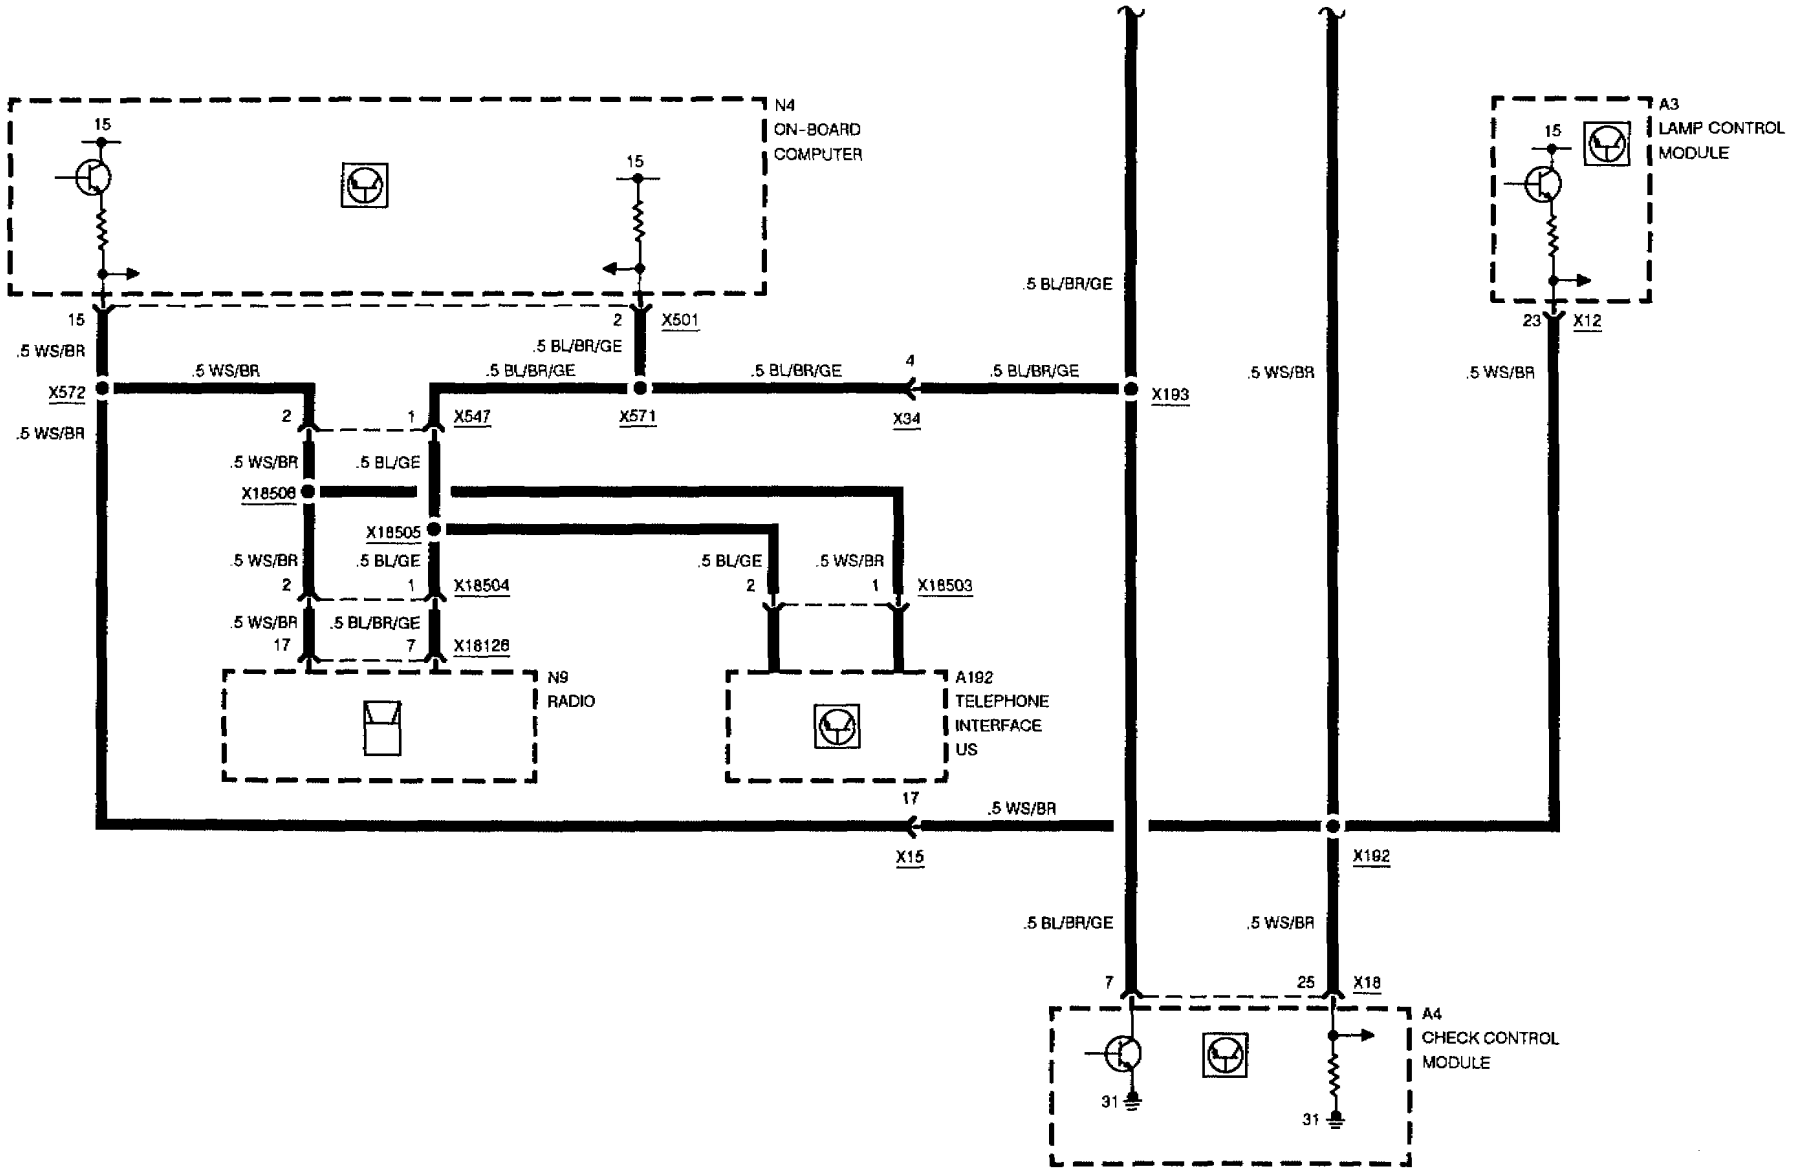 N4
ON-BOARD
COMPUTER
15
15
A3
LAMP CONTROL
MODULE
15
.5 BL/BR/GE
15
2
X501
23
X12
.5 WS/BR
.5 BL/BR/GE
.5 WS/BR
.5 BL/BR/GE
.5 BL/BR/GE
4
.5 BL/BR/GE
.5 WS/BR
.5 WS/BR
X572
X193
2
1
X547
X571
X34
.5 WS/BR
.5 WS/BR
.5 BL/GE
X18506
X18505
.5 WS/BR
.5 BL/GE
.5 BL/GE
.5 WS/BR
2
1
X18504
2
1
X18503
.5 WS/BR
.5 BL/BR/GE
17
7
X18126
N9
RADIO
A192
TELEPHONE
INTERFACE
US
17
.5 WS/BR
X15
X192
.5 BL/BR/GE
.5 WS/BR
7
25
X18
A4
CHECK CONTROL
MODULE
31
31